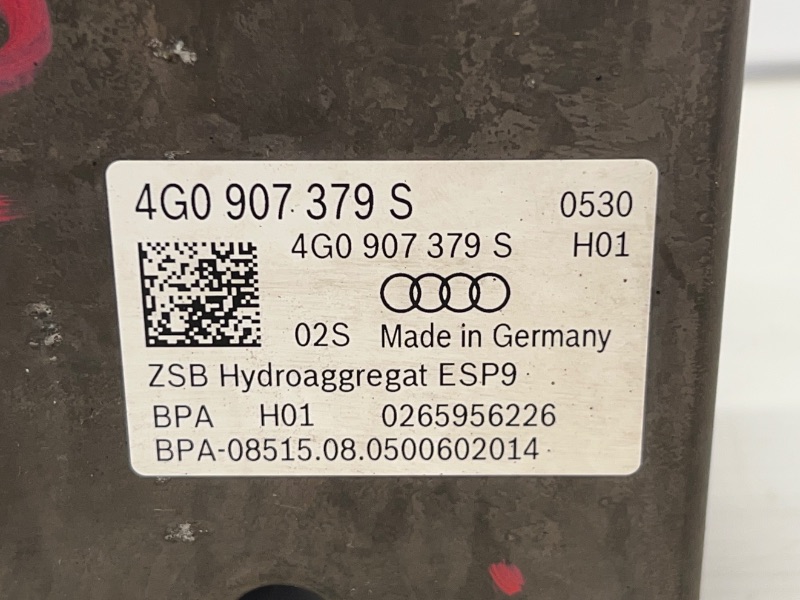 4G0 907 379 S 0530
4G0 907 379 S H01
02S Made in Germany
ZSB Hydroaggregat ESP9
BPA H01 0265956226
BPA-08515.08.0500602014